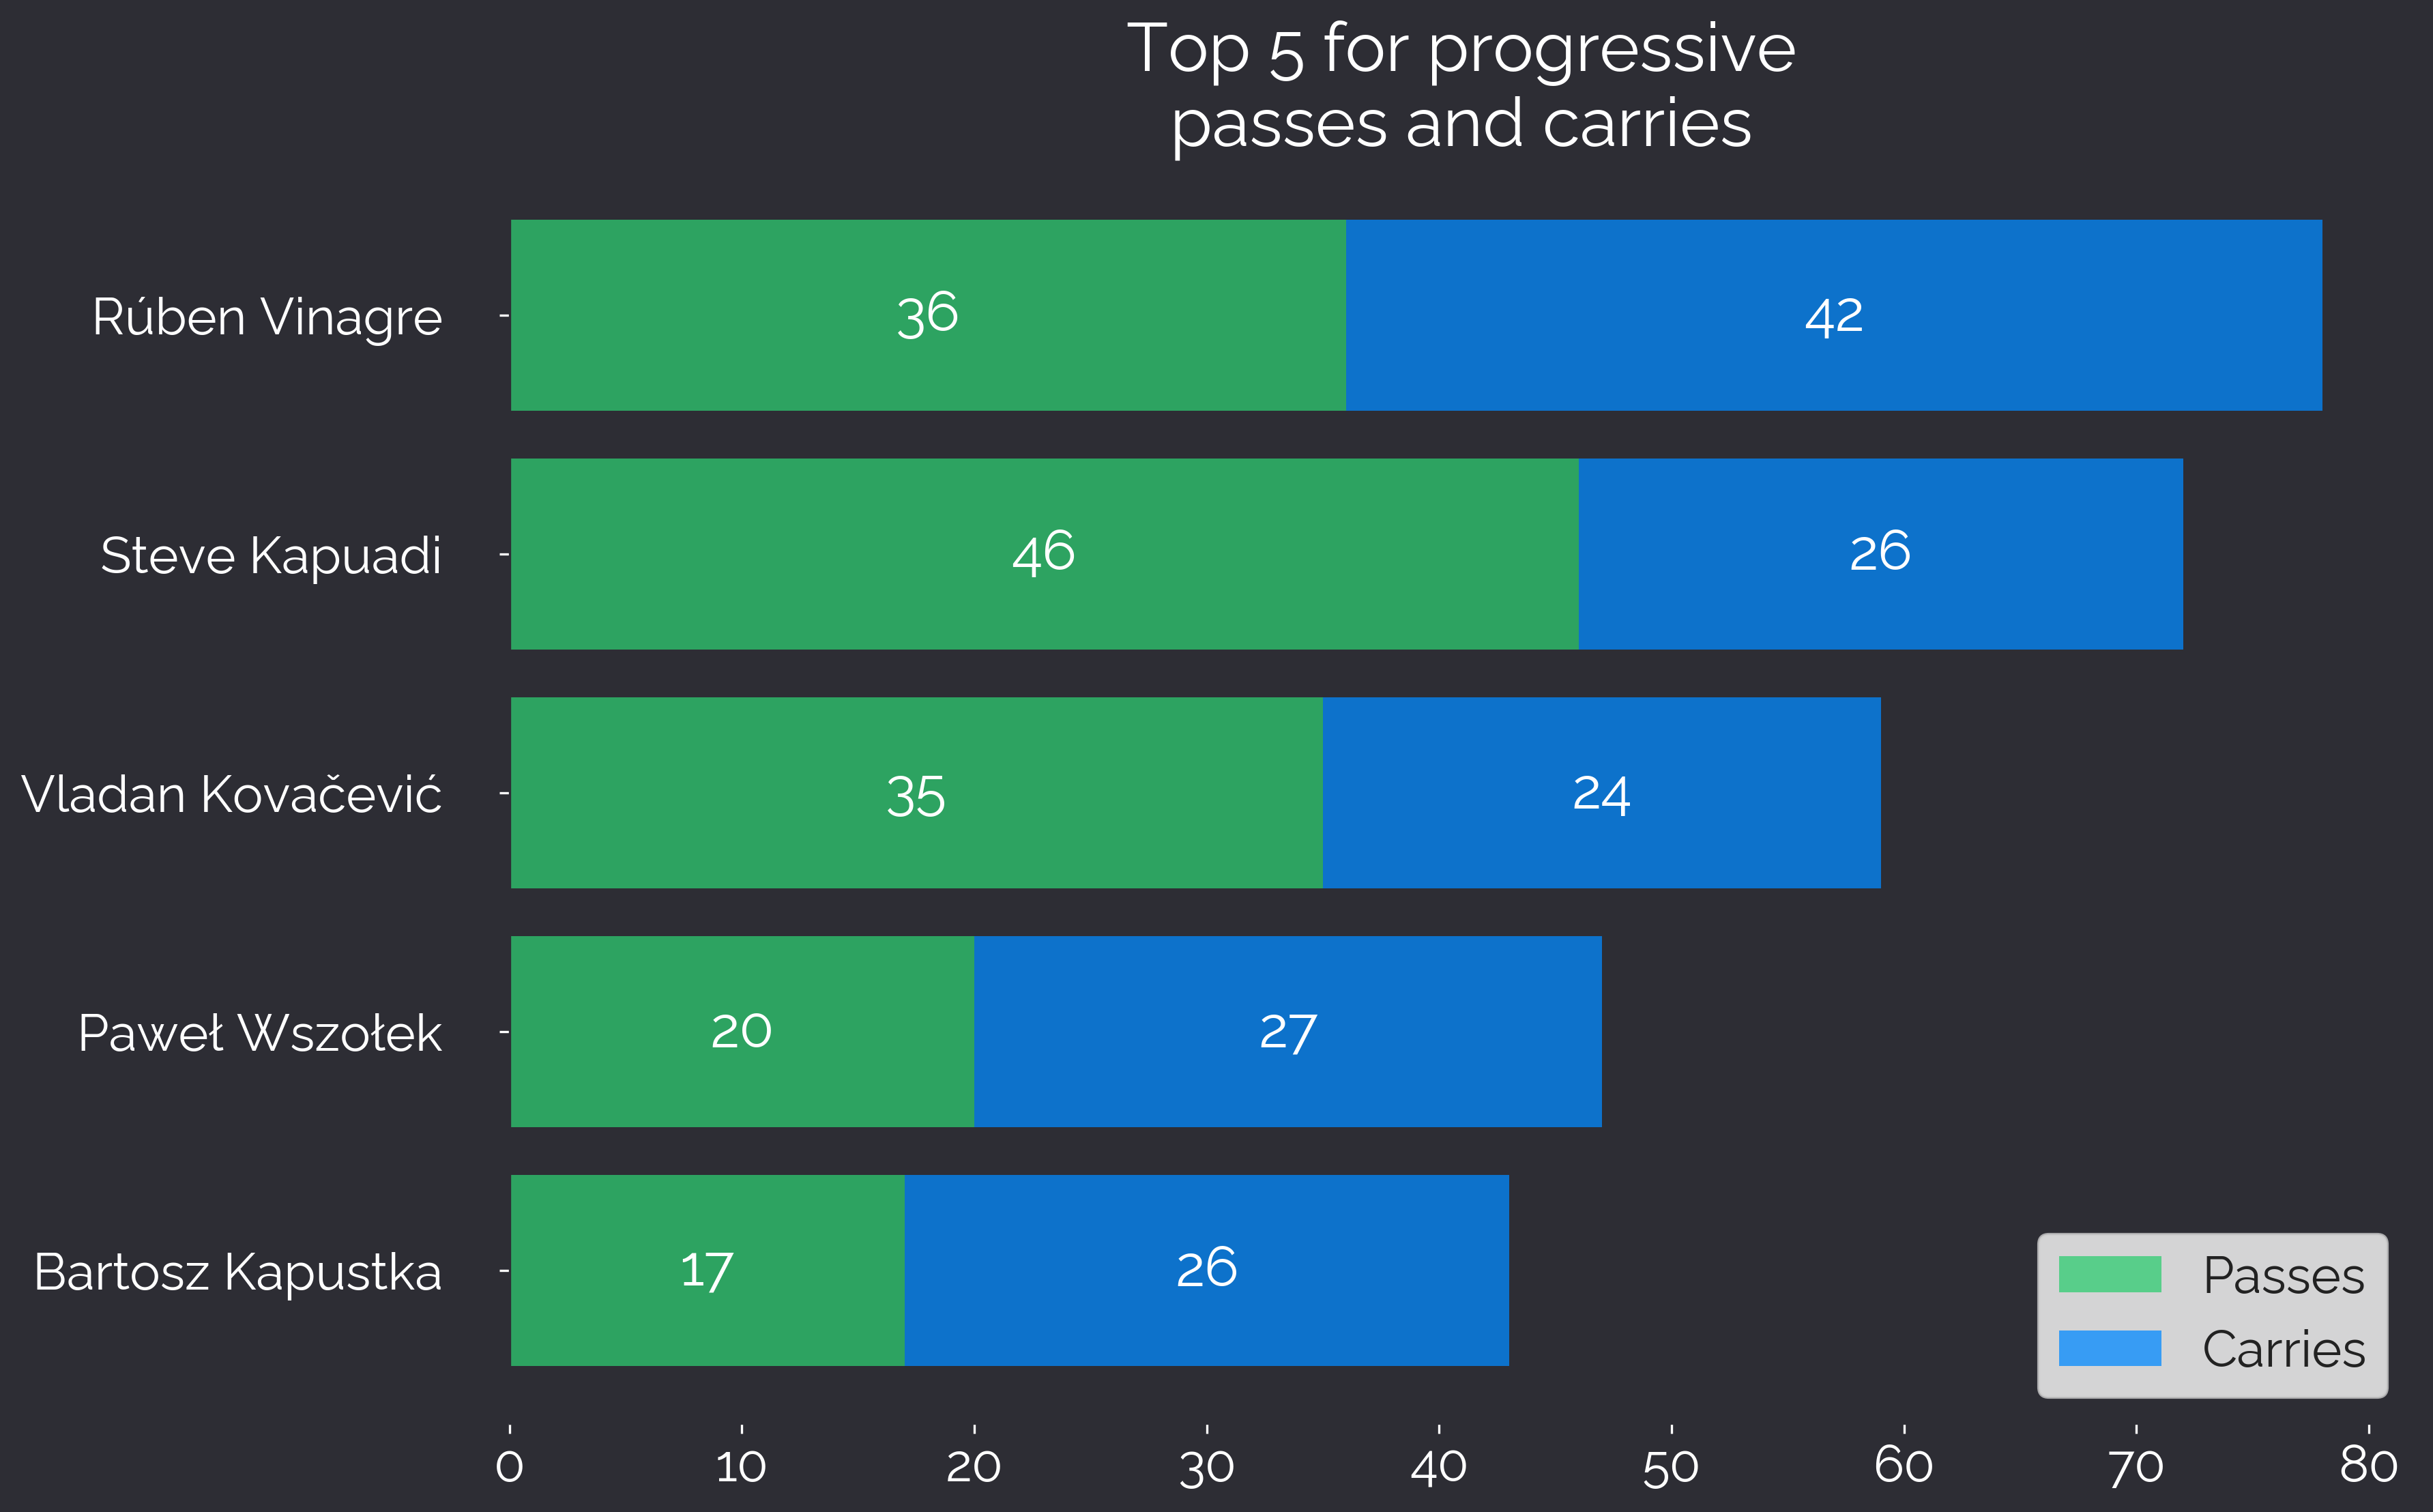 Top 5 for progressive
passes and carries
Rúben Vinagre
36
42
Steve Kapuadi
46
26
Vladan Kovačević
35
24
Paweł Wszołek
20
27
Bartosz Kapustka
17
26
Passes
Carries
0 10 20 30 40 50 60 70 80